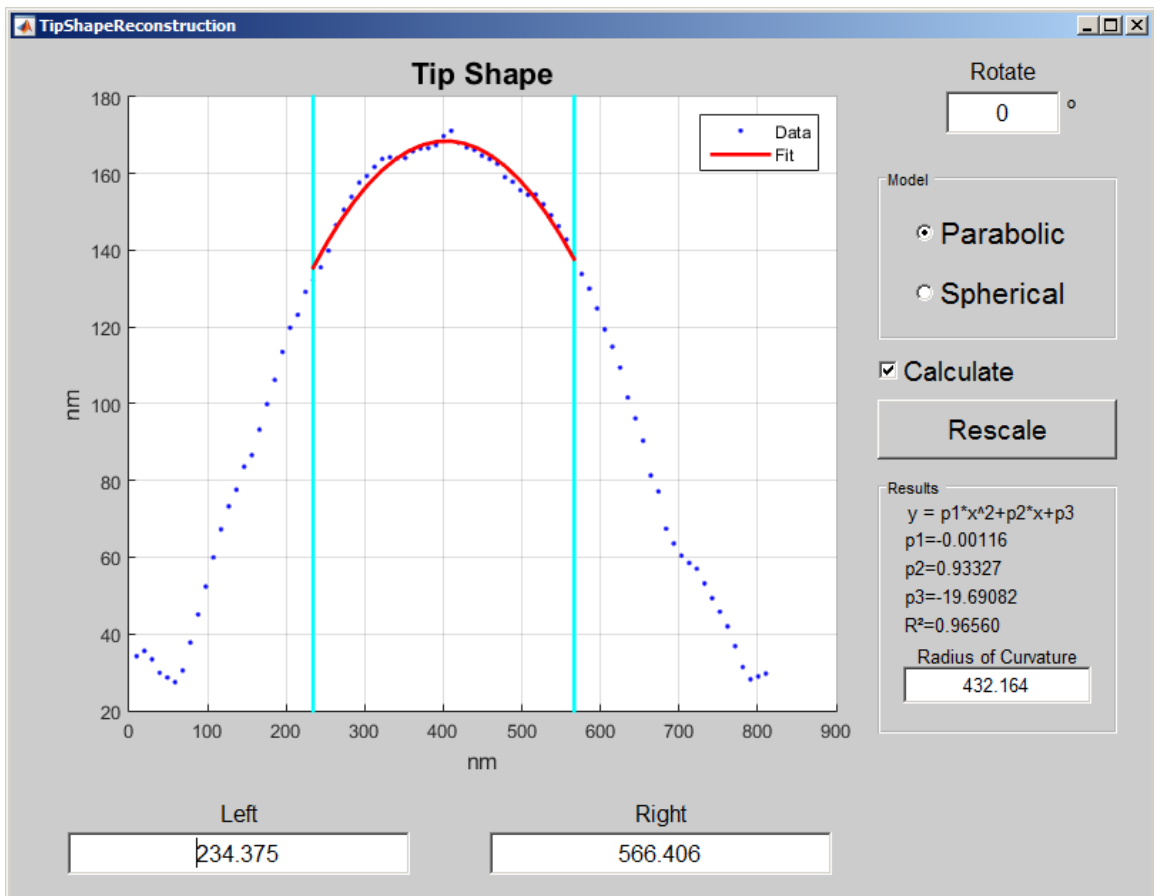 TipShapeReconstruction
Tip Shape
180
160
140
120
100
80
60
40
20
nm
0 100 200 300 400 500 600 700 800 900
nm
Data
Fit
Rotate
0 °
Model
Parabolic
Spherical
Calculate
Rescale
Results
y = p1*x^2+p2*x+p3
p1=-0.00116
p2=0.93327
p3=-19.69082
R²=0.96560
Radius of Curvature
432.164
Left
234.375
Right
566.406